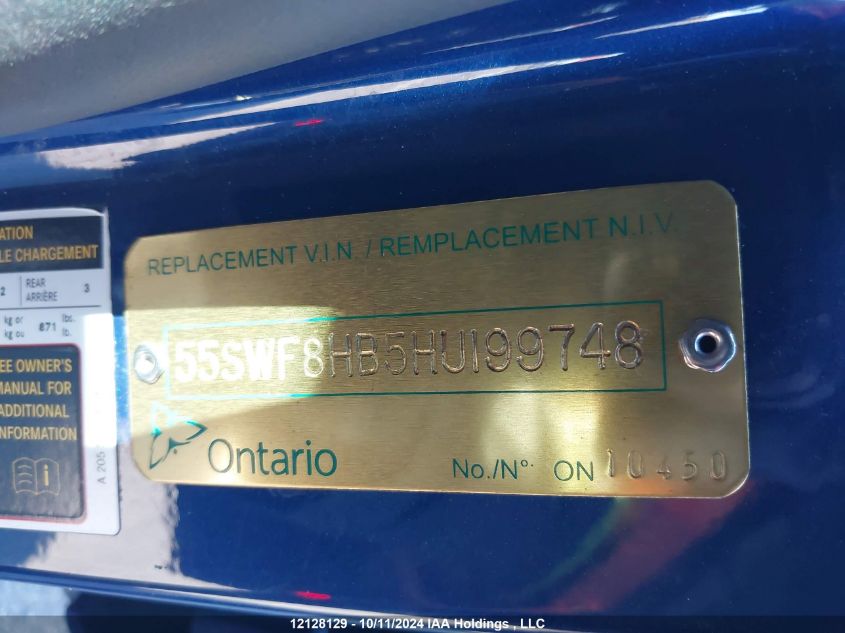 ATION
LE CHARGEMENT
2 REAR ARRIÈRE 3
kg or lbs.
kg ou 871 lb.
EE OWNER'S
MANUAL FOR
ADDITIONAL
NFORMATION
A 205
REPLACEMENT V.I.N. / REMPLACEMENT N.I.V.
55SWF8HB5HU199748
Ontario
No./N° ON 10450
12128129 - 10/11/2024 IAA Holdings , LLC